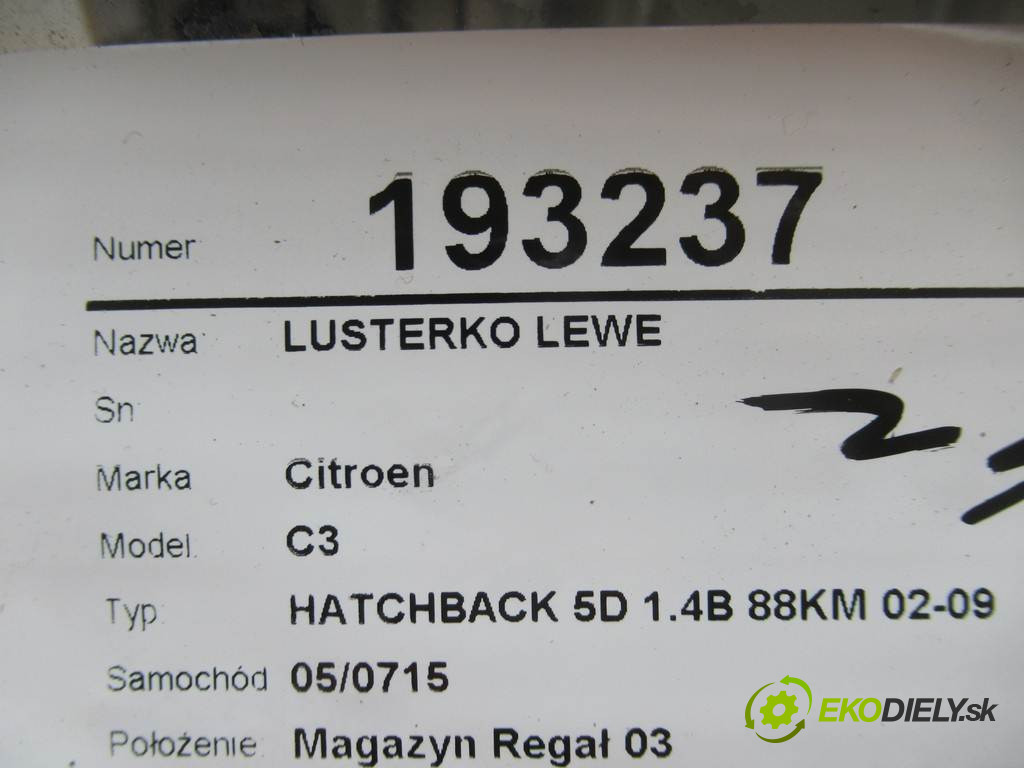 Numer 193237
Nazwa LUSTERKO LEWE
Sn
Marka Citroen
Model C3
Typ HATCHBACK 5D 1.4B 88KM 02-09
Samochód 05/0715
Położenie Magazyn Regał 03
EKODIELY.sk